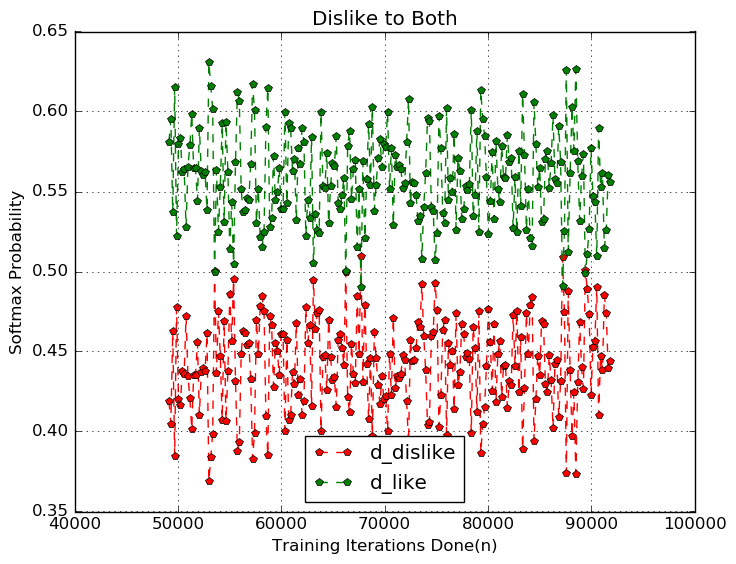 Dislike to Both
0.65
0.60
0.55
0.50
0.45
0.40
0.35
Softmax Probability
d_dislike
d_like
40000 50000 60000 70000 80000 90000 100000
Training Iterations Done(n)